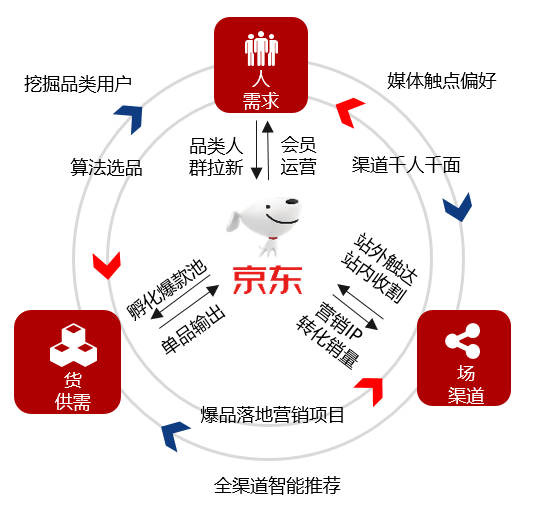 人
需求
挖掘品类用户
媒体触点偏好
品类人
群拉新
会员
运营
算法选品
渠道千人千面
京东
站外触达
站内收割
孵化爆款池
单品输出
营销IP
转化销量
货
供需
场
渠道
爆品落地营销项目
全渠道智能推荐